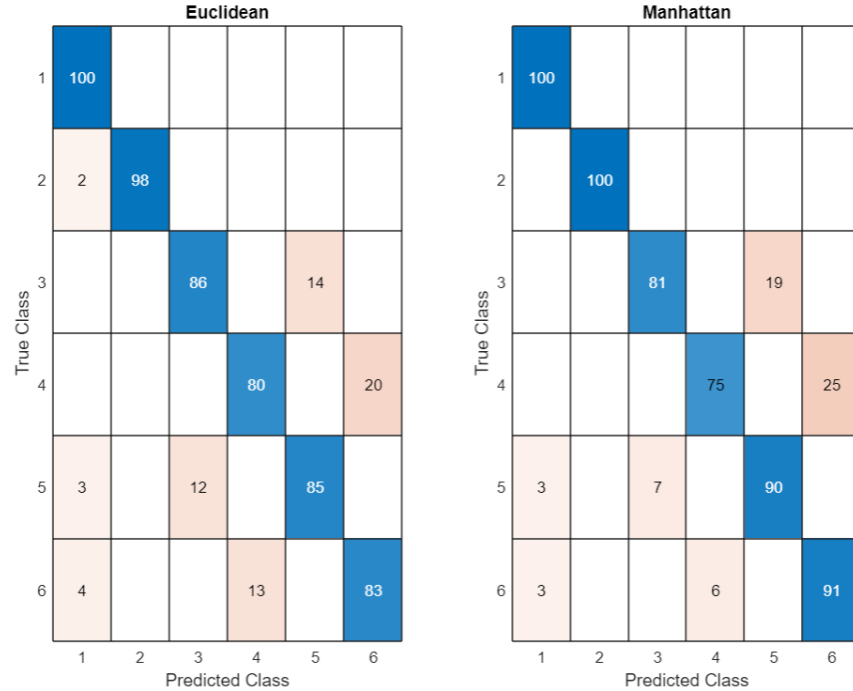 Euclidean
True Class
1 100
2 2 98
3 86 14
4 80 20
5 3 12 85
6 4 13 83
1 2 3 4 5 6
Predicted Class
Manhattan
True Class
1 100
2 100
3 81 19
4 75 25
5 3 7 90
6 3 6 91
1 2 3 4 5 6
Predicted Class